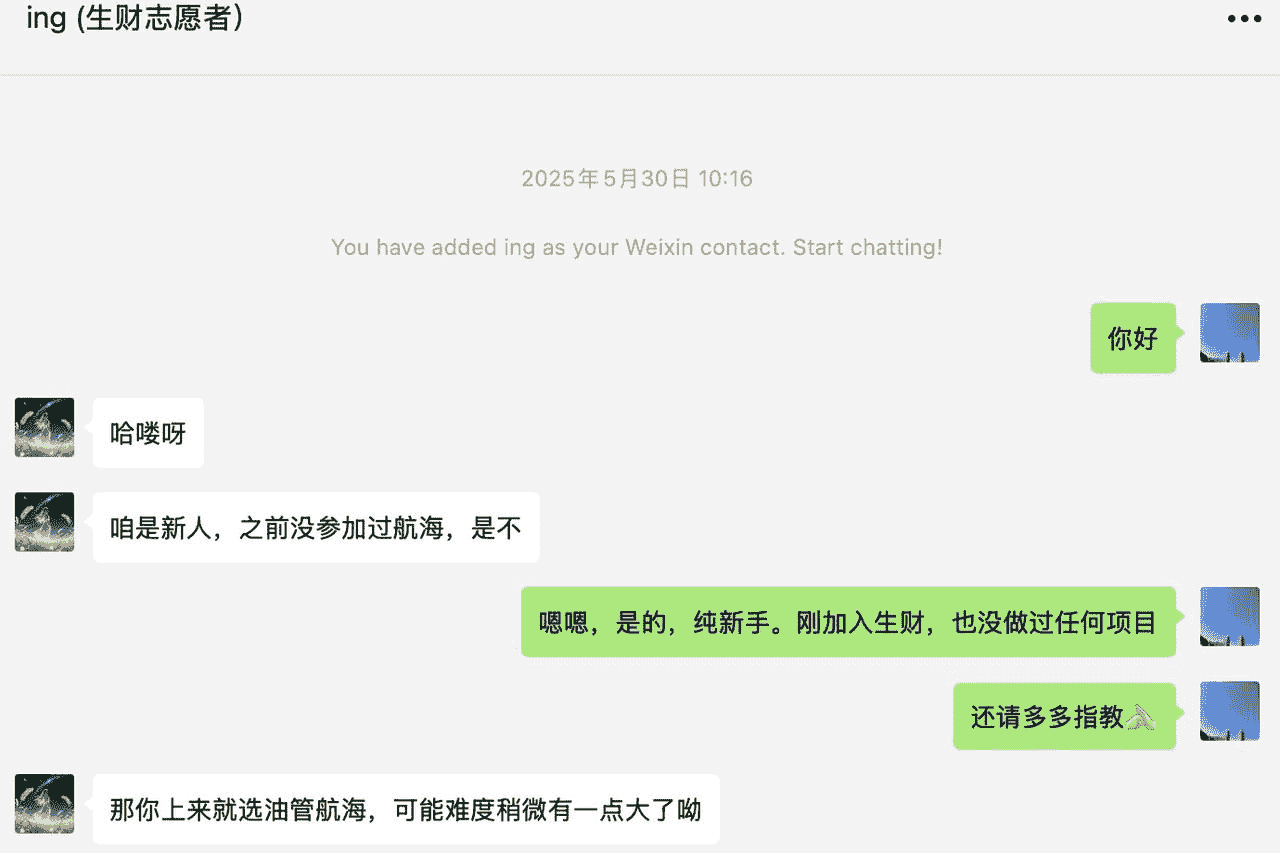 ing (生财志愿者)
2025年5月30日 10:16
You have added ing as your Weixin contact. Start chatting!
你好
哈喽呀
咱是新人，之前没参加过航海，是不
嗯嗯，是的，纯新手。刚加入生财，也没做过任何项目
还请多多指教
那你上来就选油管航海，可能难度稍微有一点大了呦